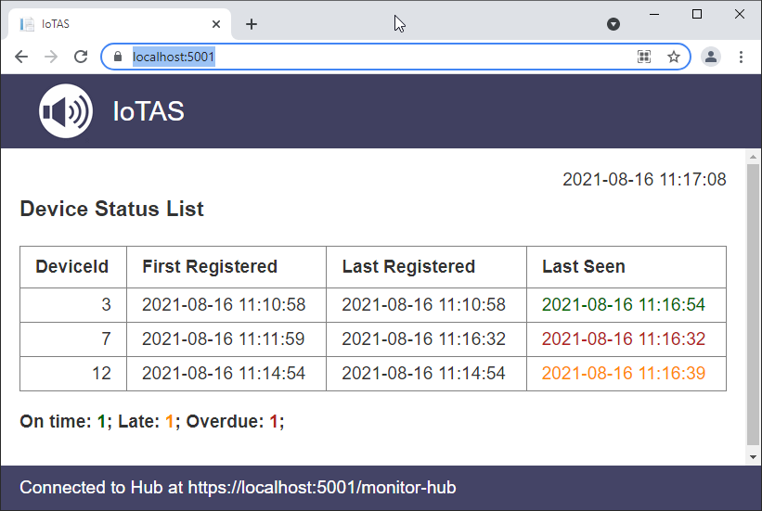 IoTAS
localhost:5001
IoTAS
2021-08-16 11:17:08
Device Status List
DeviceId First Registered Last Registered Last Seen
3 2021-08-16 11:10:58 2021-08-16 11:10:58 2021-08-16 11:16:54
7 2021-08-16 11:11:59 2021-08-16 11:16:32 2021-08-16 11:16:32
12 2021-08-16 11:14:54 2021-08-16 11:14:54 2021-08-16 11:16:39
On time: 1; Late: 1; Overdue: 1;
Connected to Hub at https://localhost:5001/monitor-hub